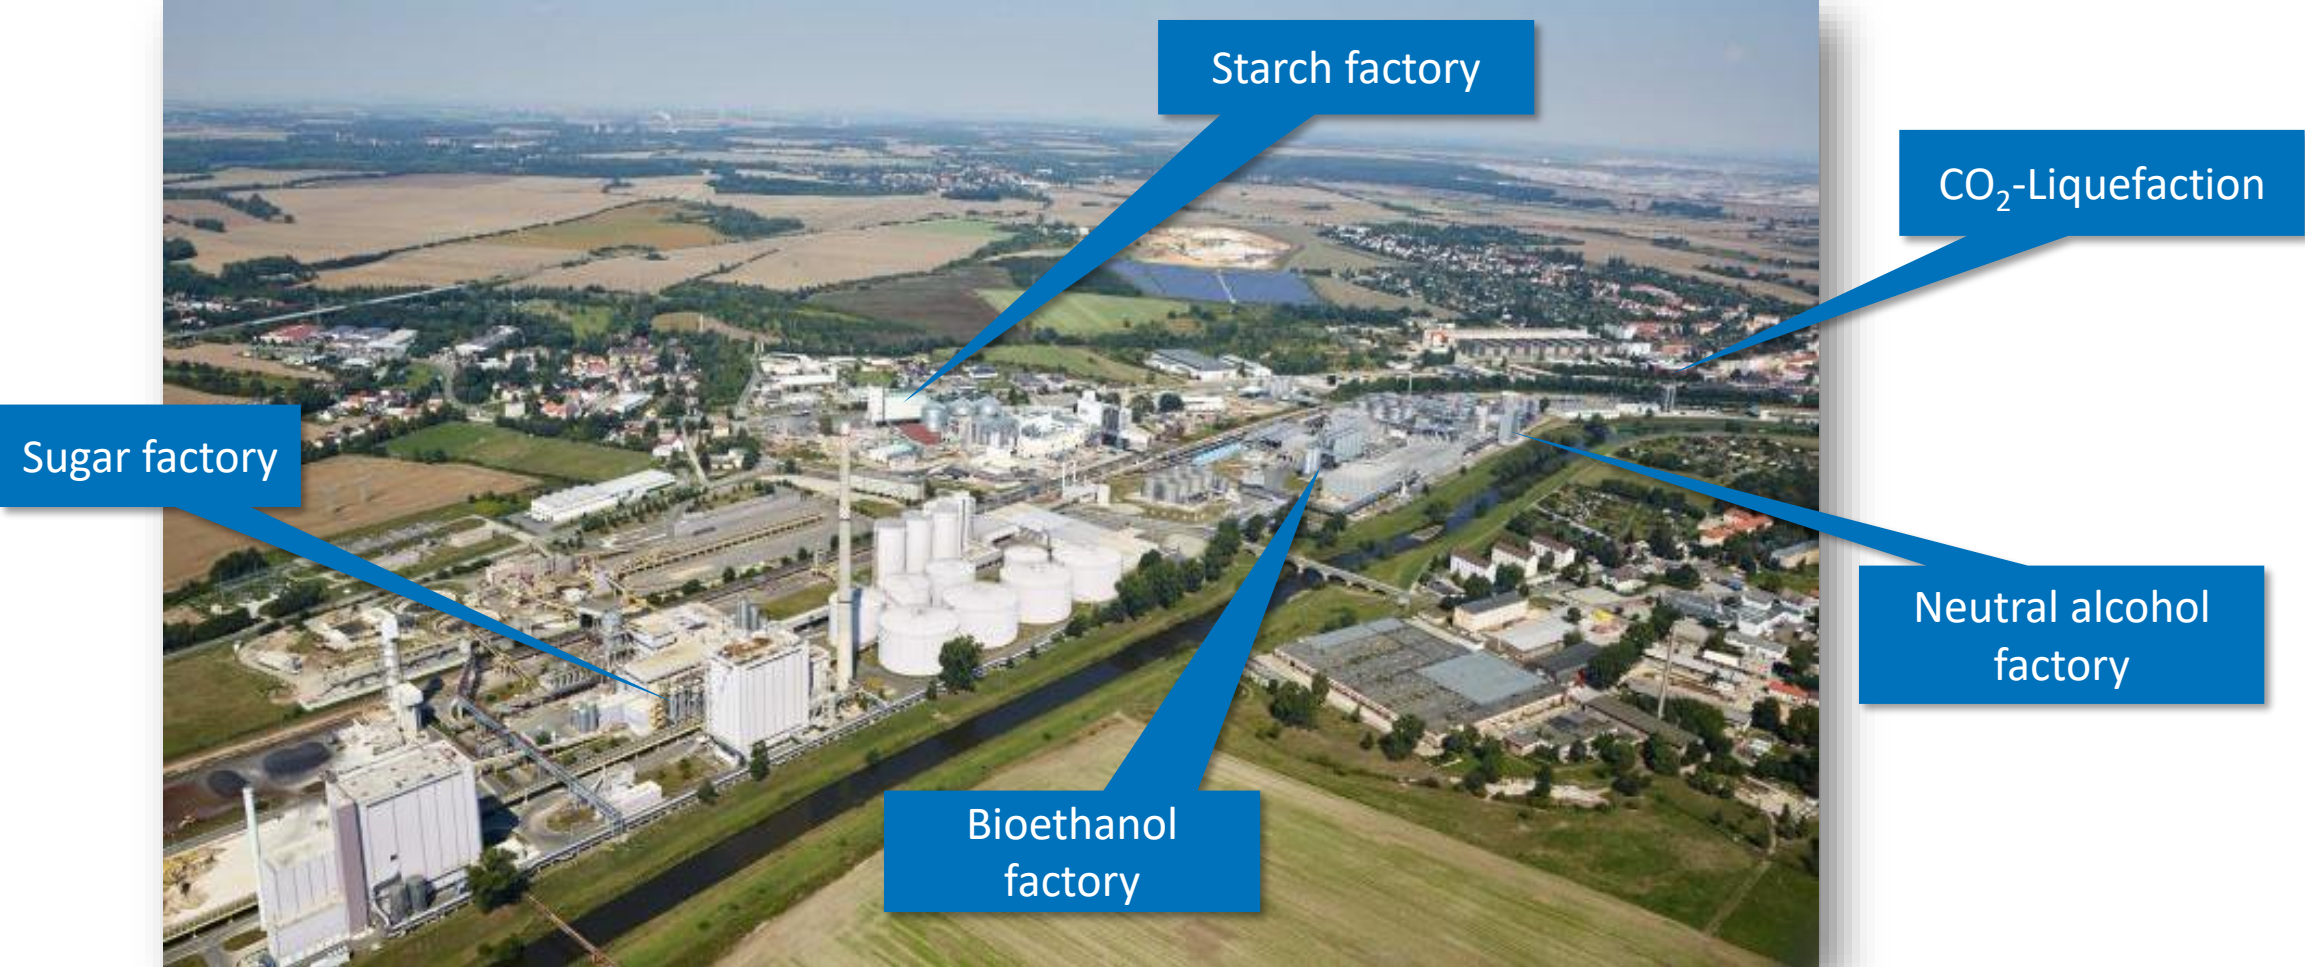 Starch factory
CO₂-Liquefaction
Sugar factory
Neutral alcohol
factory
Bioethanol
factory